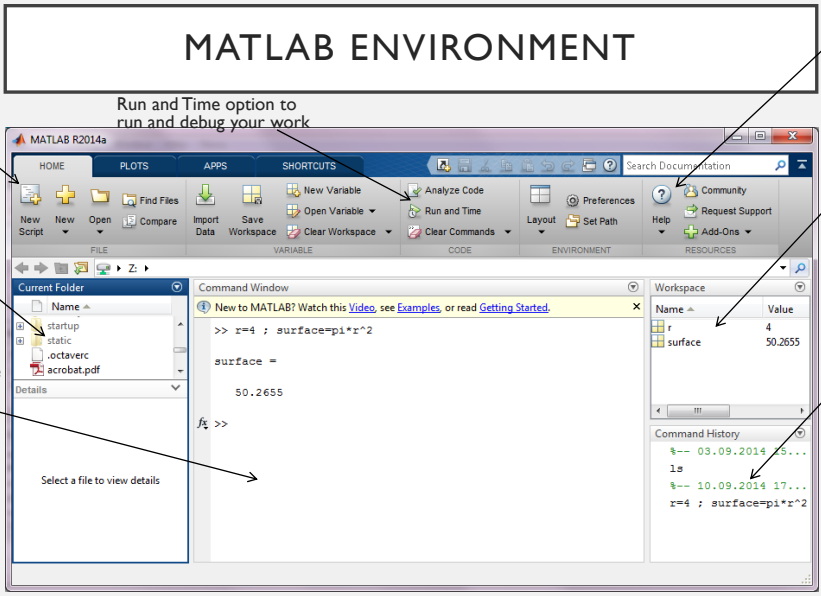 MATLAB ENVIRONMENT
Run and Time option to
run and debug your work
MATLAB R2014a
HOME PLOTS APPS SHORTCUTS Search Documentation
New Script
New
Open
Find Files
Compare
Import Data
Save Workspace
New Variable
Open Variable
Clear Workspace
Analyze Code
Run and Time
Clear Commands
Layout
Preferences
Set Path
Help
Community
Request Support
Add-Ons
FILE VARIABLE CODE ENVIRONMENT RESOURCES
Z:
Current Folder
Name
startup
static
.octaverc
acrobat.pdf
Details
Select a file to view details
Command Window
New to MATLAB? Watch this Video, see Examples, or read Getting Started.
>> r=4 ; surface=pi*r^2
surface =
50.2655
fx >>
Workspace
Name Value
r 4
surface 50.2655
Command History
%-- 03.09.2014 15...
ls
%-- 10.09.2014 17...
r=4 ; surface=pi*r^2